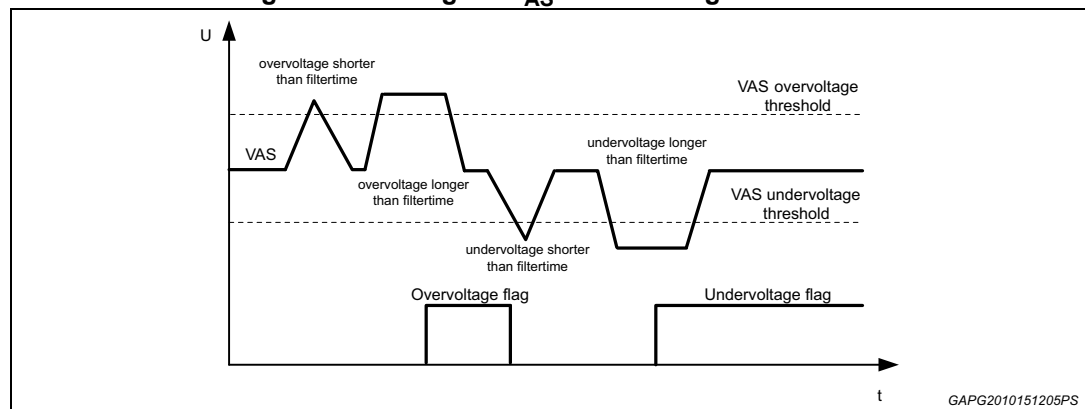 AS
U
overvoltage shorter
than filtertime
VAS overvoltage
threshold
VAS
undervoltage longer
than filtertime
overvoltage longer
than filtertime
VAS undervoltage
threshold
undervoltage shorter
than filtertime
Overvoltage flag
Undervoltage flag
t
GAPG2010151205PS